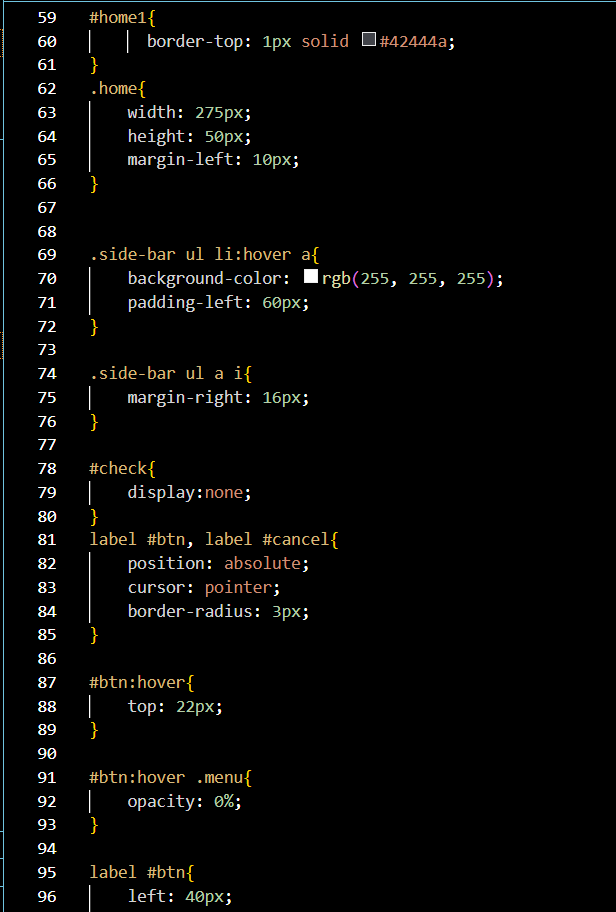 59 #home1{
60 border-top: 1px solid #42444a;
61 }
62 .home{
63 width: 275px;
64 height: 50px;
65 margin-left: 10px;
66 }
67
68
69 .side-bar ul li:hover a{
70 background-color: rgb(255, 255, 255);
71 padding-left: 60px;
72 }
73
74 .side-bar ul a i{
75 margin-right: 16px;
76 }
77
78 #check{
79 display:none;
80 }
81 label #btn, label #cancel{
82 position: absolute;
83 cursor: pointer;
84 border-radius: 3px;
85 }
86
87 #btn:hover{
88 top: 22px;
89 }
90
91 #btn:hover .menu{
92 opacity: 0%;
93 }
94
95 label #btn{
96 left: 40px;